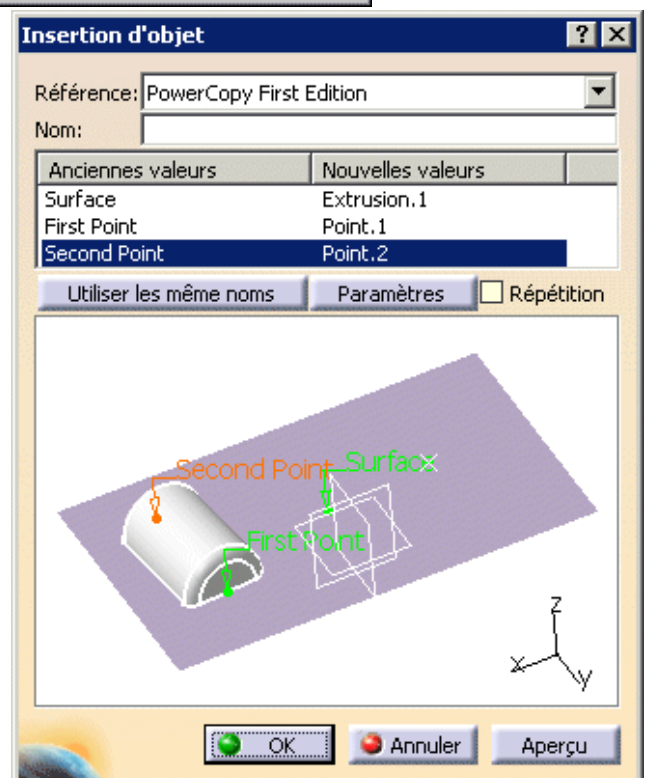 Insertion d'objet
Référence: PowerCopy First Edition
Nom:
Anciennes valeurs Nouvelles valeurs
Surface Extrusion.1
First Point Point.1
Second Point Point.2
Utiliser les même noms Paramètres Répétition
Second Point Surface
First Point
Z
X Y
OK Annuler Aperçu